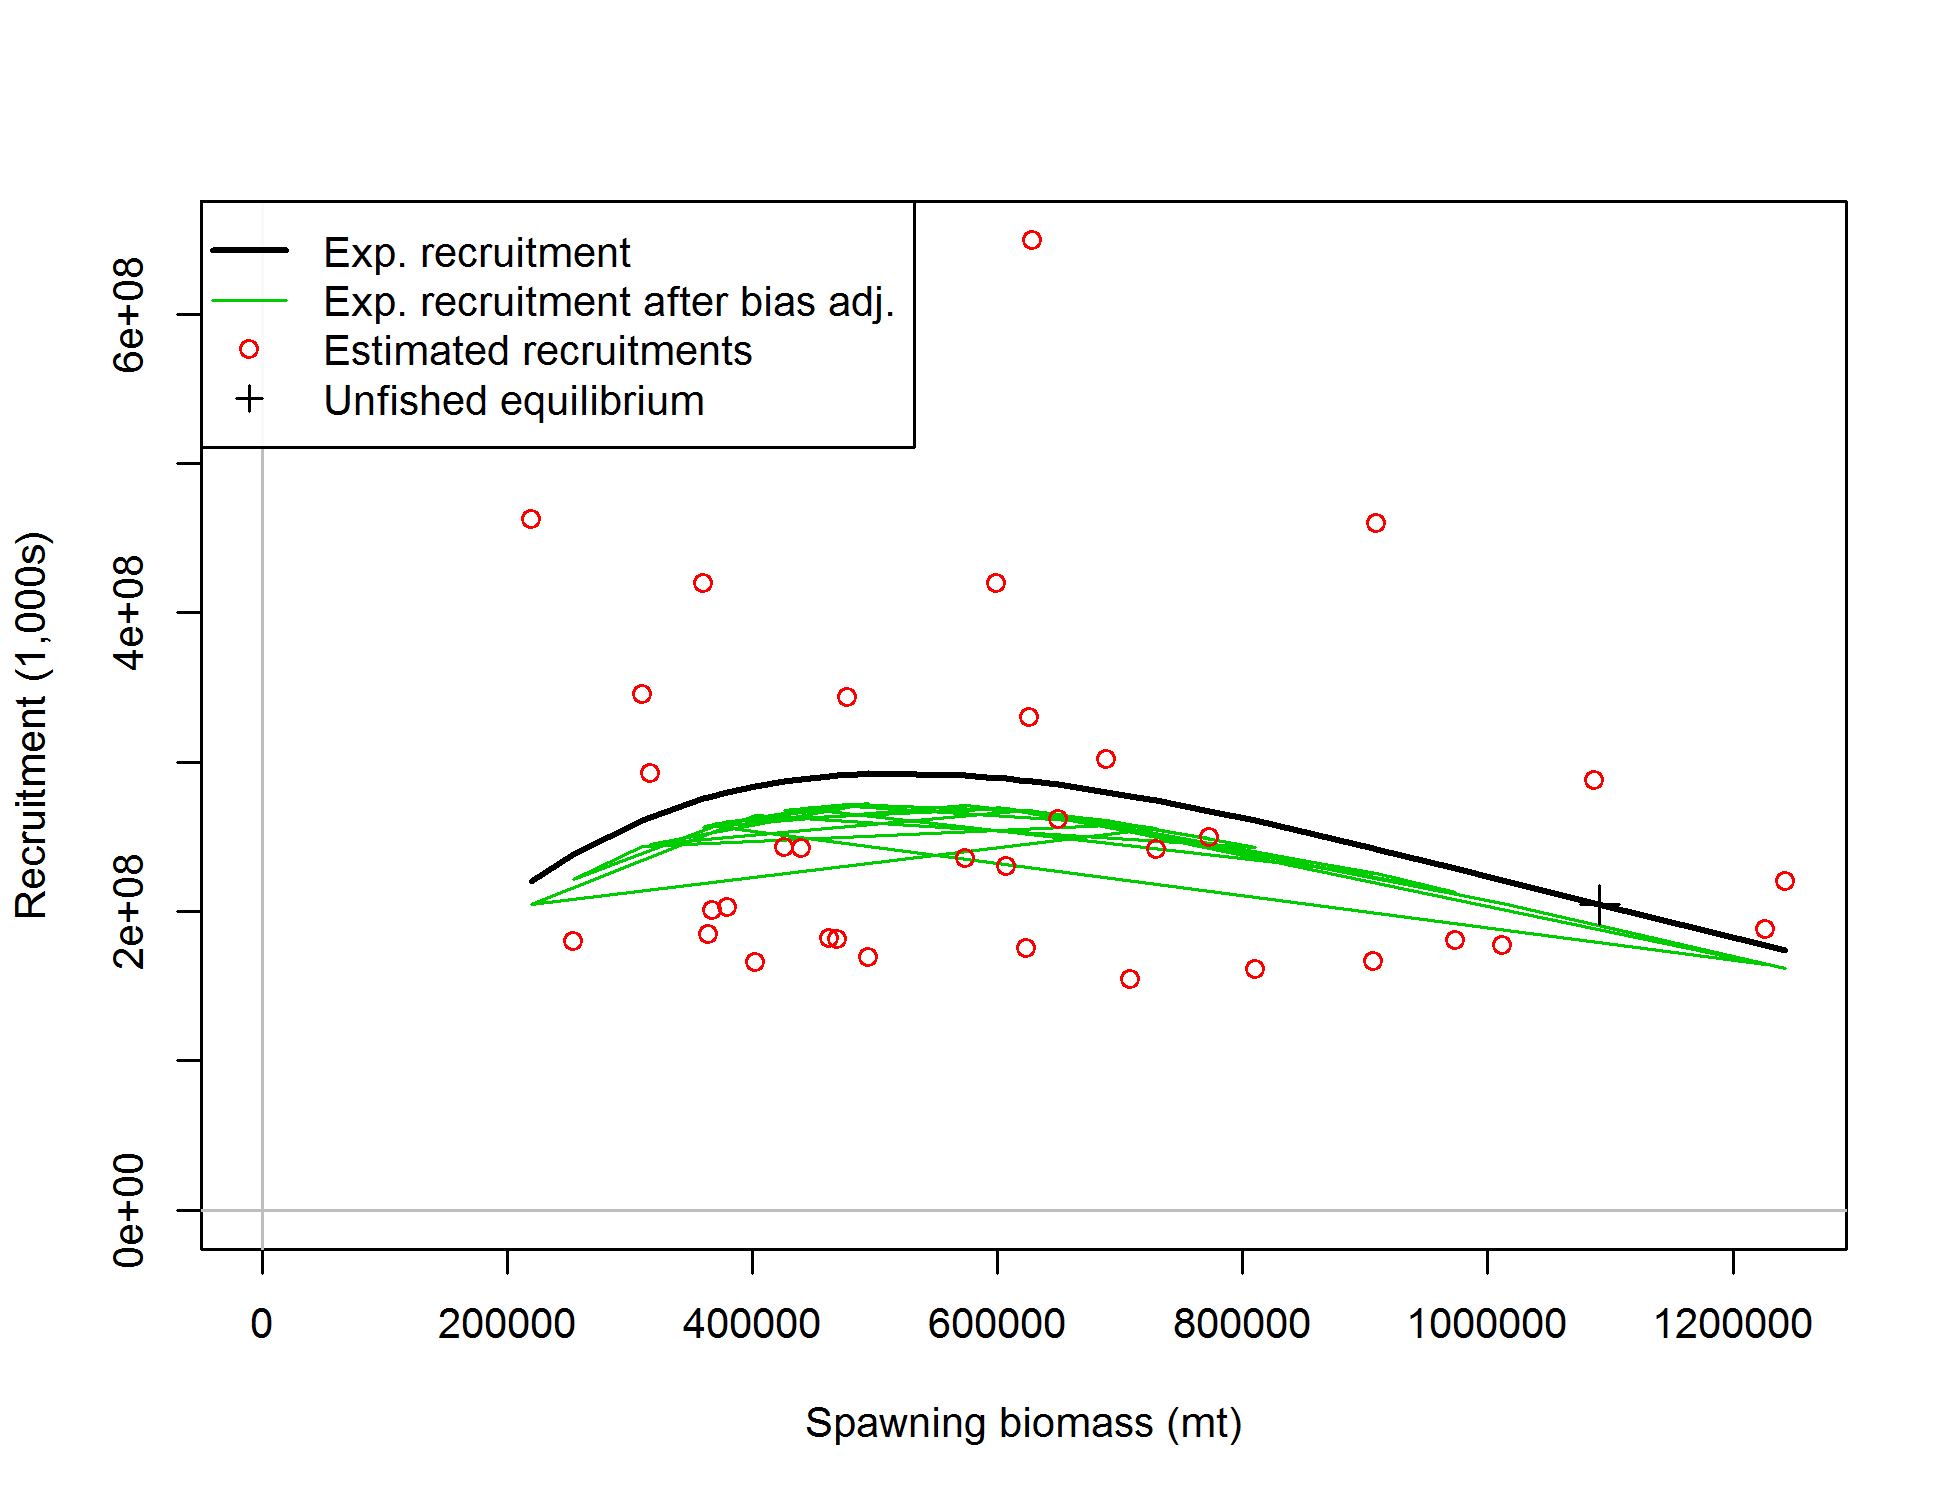 Exp. recruitment
Exp. recruitment after bias adj.
Estimated recruitments
Unfished equilibrium
Recruitment (1,000s)
6e+08
4e+08
2e+08
0e+00
0 200000 400000 600000 800000 1000000 1200000
Spawning biomass (mt)